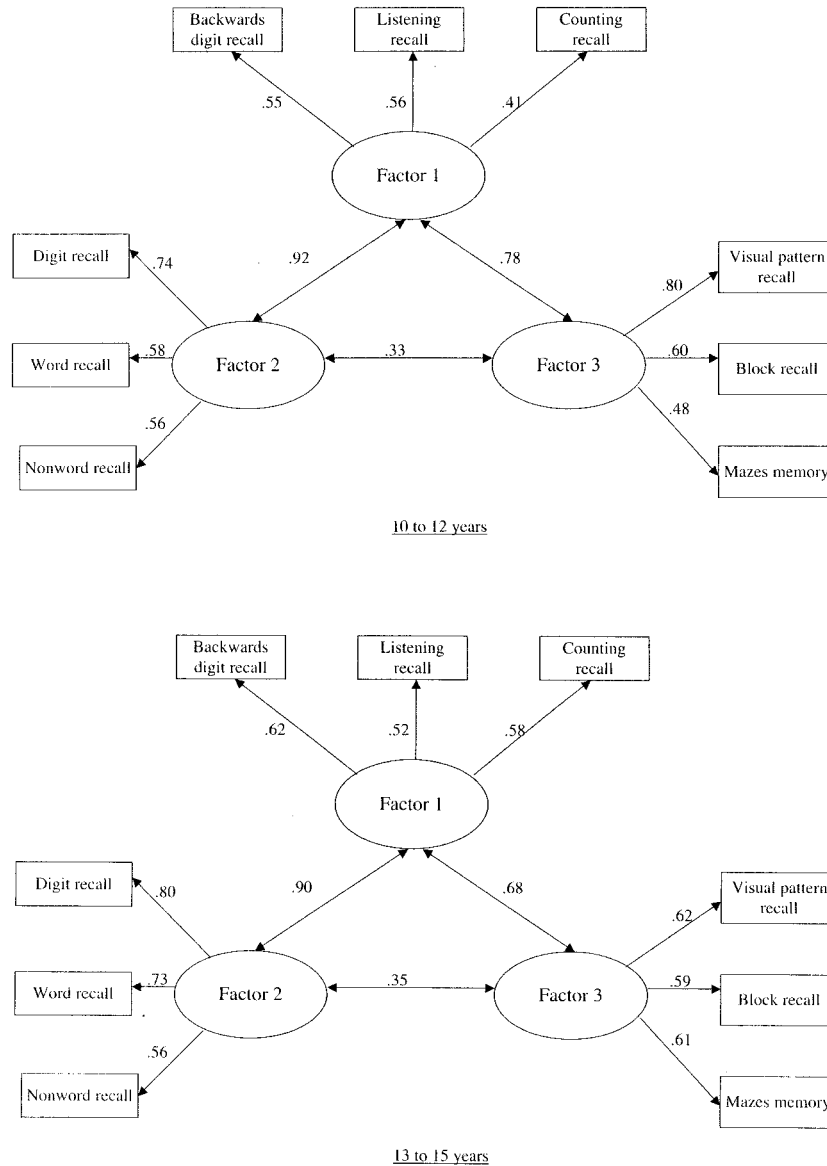 Backwards
digit recall
Listening
recall
Counting
recall
.55
.56
.41
Factor 1
Digit recall
.74
.92
.78
Visual pattern
recall
.80
Word recall
.58
Factor 2
.33
Factor 3
.60
Block recall
.56
.48
Nonword recall
Mazes memory
10 to 12 years
Backwards
digit recall
Listening
recall
Counting
recall
.62
.52
.58
Factor 1
Digit recall
.80
.90
.68
Visual pattern
recall
.62
Word recall
.73
Factor 2
.35
Factor 3
.59
Block recall
.56
.61
Nonword recall
Mazes memory
13 to 15 years